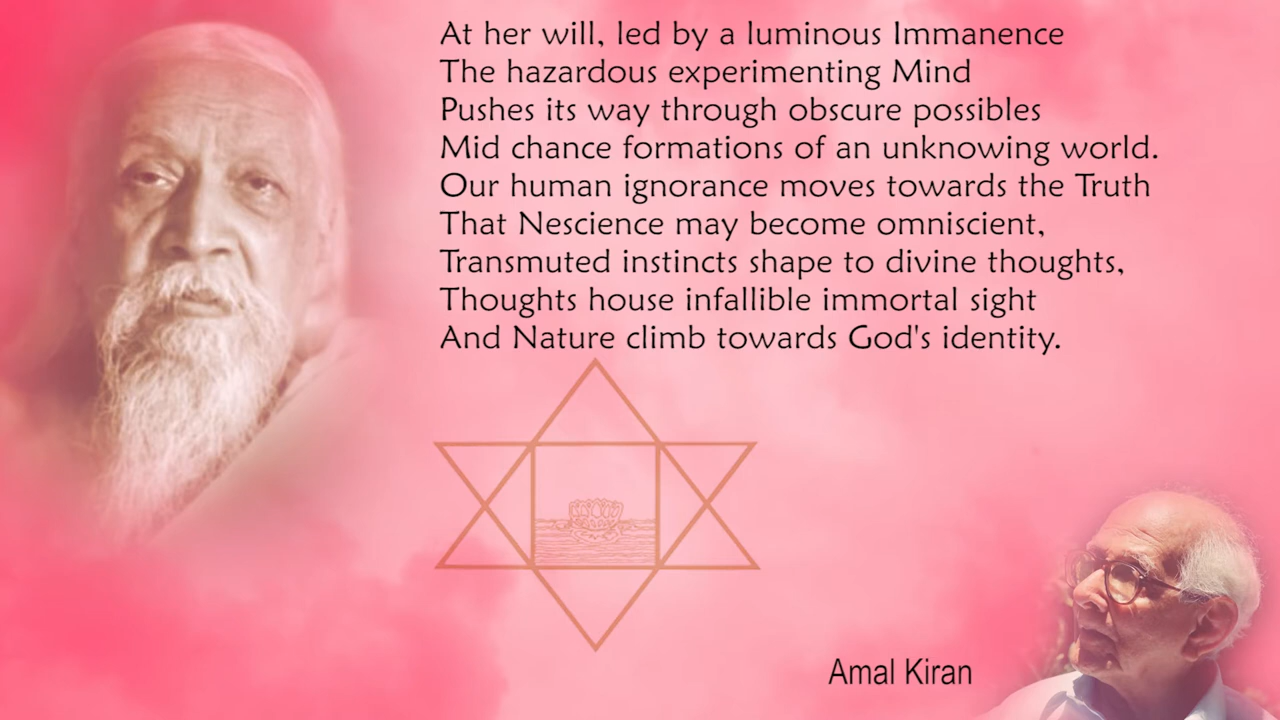 At her will, led by a luminous Immanence
The hazardous experimenting Mind
Pushes its way through obscure possibles
Mid chance formations of an unknowing world.
Our human ignorance moves towards the Truth
That Nescience may become omniscient,
Transmuted instincts shape to divine thoughts,
Thoughts house infallible immortal sight
And Nature climb towards God's identity.
Amal Kiran